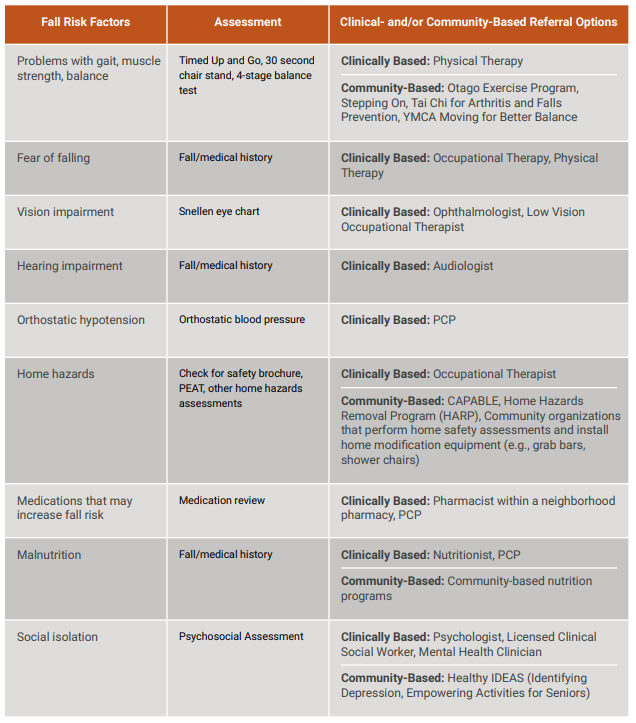 Fall Risk Factors
Assessment
Clinical- and/or Community-Based Referral Options
Problems with gait, muscle
strength, balance
Timed Up and Go, 30 second
chair stand, 4-stage balance
test
Clinically Based: Physical Therapy
Community-Based: Otago Exercise Program,
Stepping On, Tai Chi for Arthritis and Falls
Prevention, YMCA Moving for Better Balance
Fear of falling
Fall/medical history
Clinically Based: Occupational Therapy, Physical
Therapy
Vision impairment
Snellen eye chart
Clinically Based: Ophthalmologist, Low Vision
Occupational Therapist
Hearing impairment
Fall/medical history
Clinically Based: Audiologist
Orthostatic hypotension
Orthostatic blood pressure
Clinically Based: PCP
Home hazards
Check for safety brochure,
PEAT, other home hazards
assessments
Clinically Based: Occupational Therapist
Community-Based: CAPABLE, Home Hazards
Removal Program (HARP), Community organizations
that perform home safety assessments and install
home modification equipment (e.g., grab bars,
shower chairs)
Medications that may
increase fall risk
Medication review
Clinically Based: Pharmacist within a neighborhood
pharmacy, PCP
Malnutrition
Fall/medical history
Clinically Based: Nutritionist, PCP
Community-Based: Community-based nutrition
programs
Social isolation
Psychosocial Assessment
Clinically Based: Psychologist, Licensed Clinical
Social Worker, Mental Health Clinician
Community-Based: Healthy IDEAS (Identifying
Depression, Empowering Activities for Seniors)